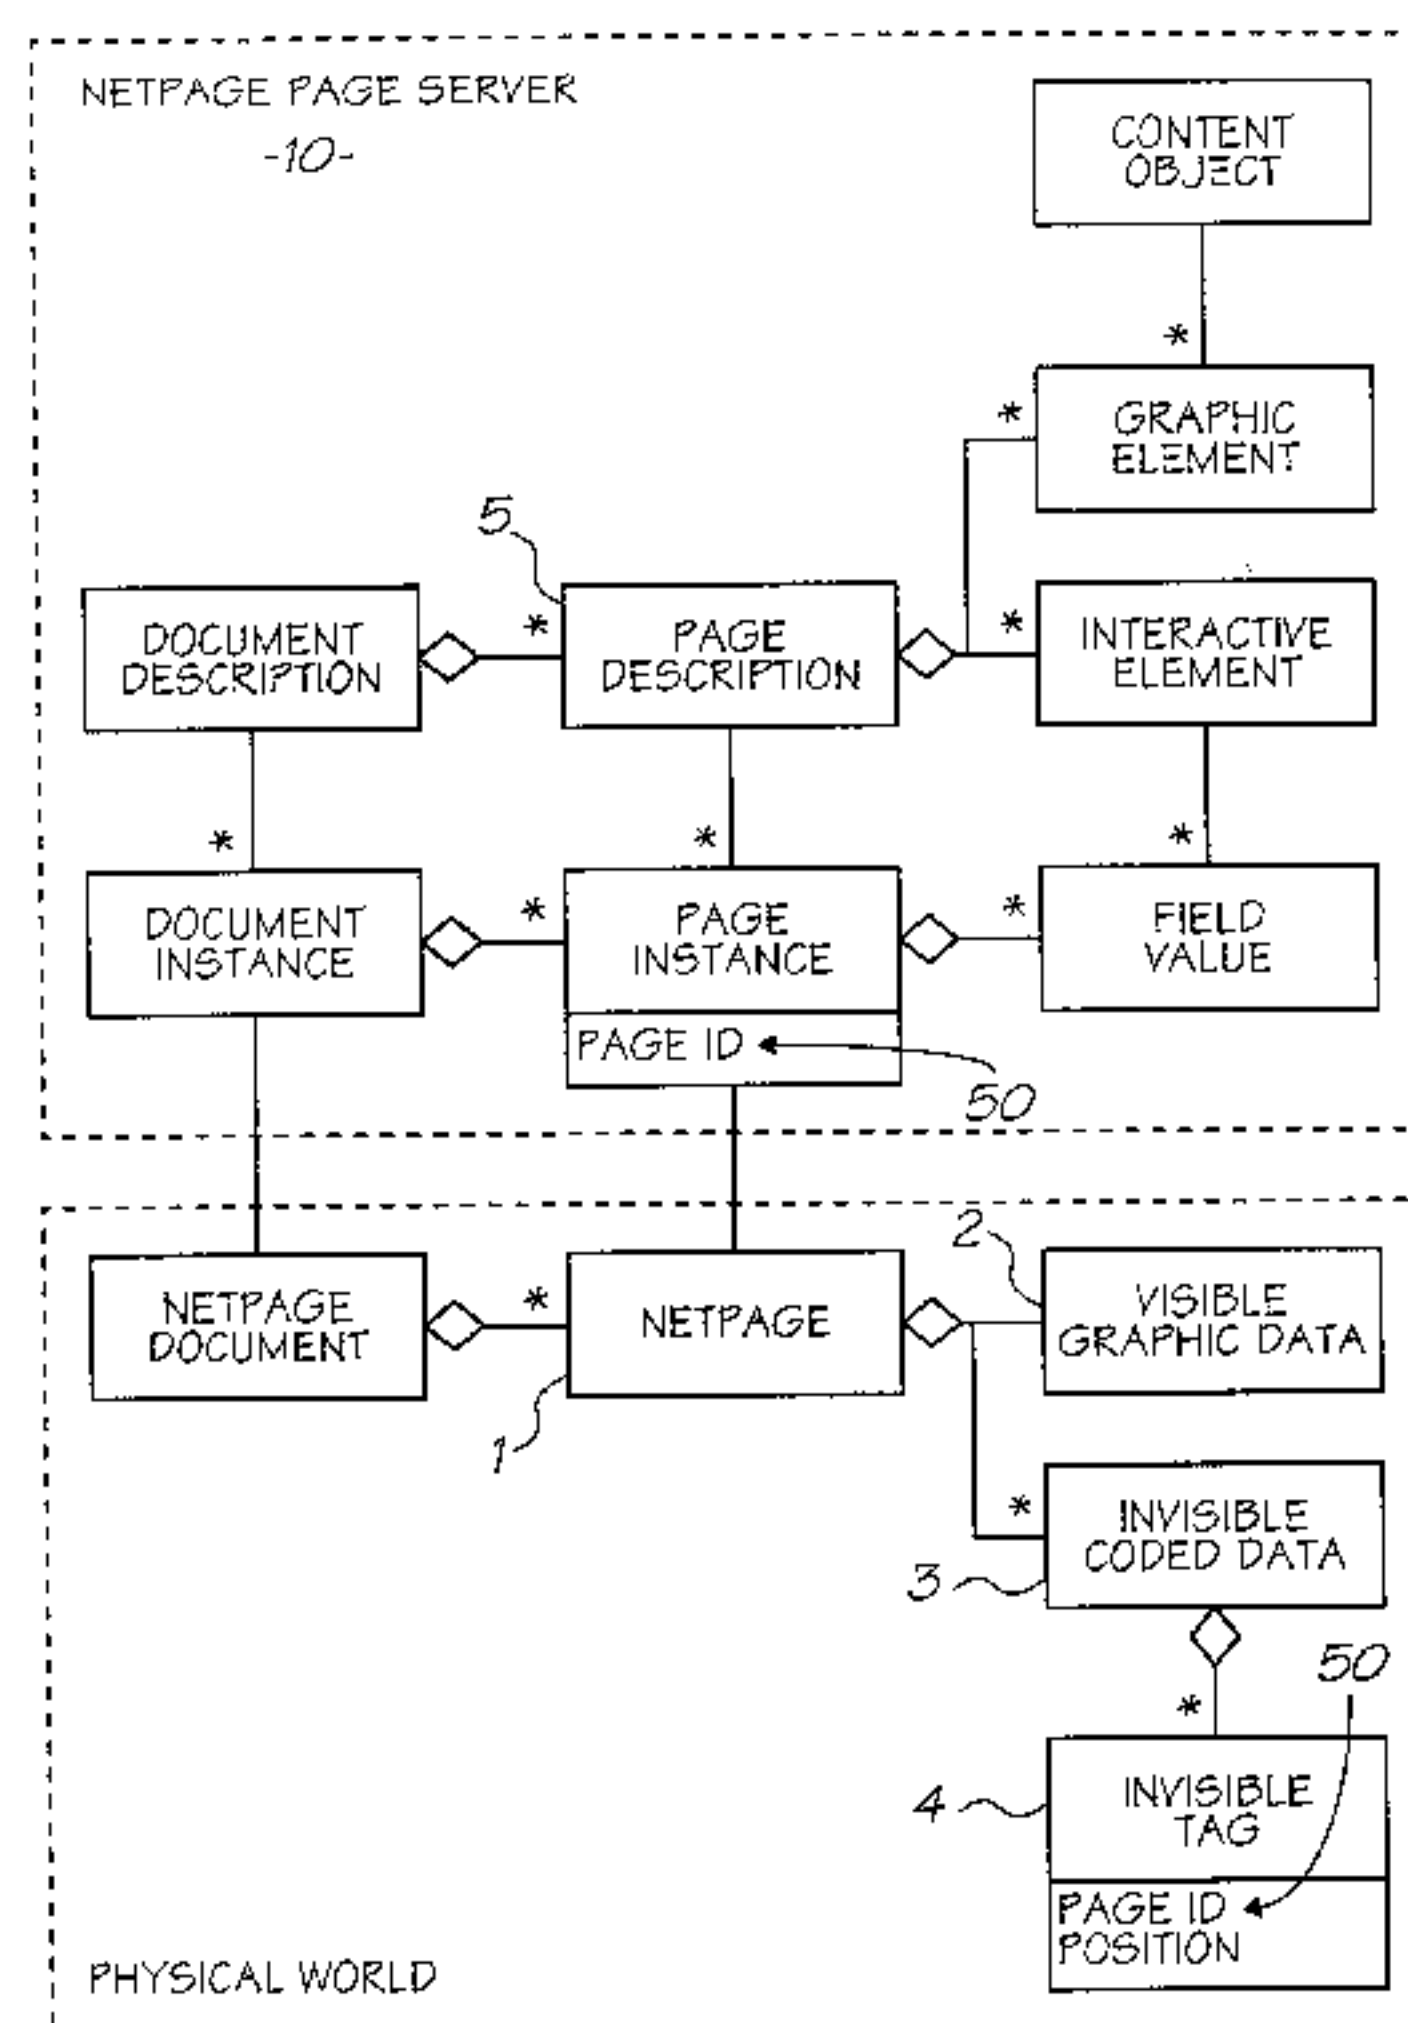 NETPAGE PAGE SERVER
-10-
CONTENT
OBJECT
*
*
GRAPHIC
ELEMENT
5
DOCUMENT
DESCRIPTION
*
PAGE
DESCRIPTION
*
INTERACTIVE
ELEMENT
*
*
*
DOCUMENT
INSTANCE
*
PAGE
INSTANCE
PAGE ID
50
*
FIELD
VALUE
NETPAGE
DOCUMENT
*
NETPAGE
1
2
VISIBLE
GRAPHIC DATA
*
INVISIBLE
CODED DATA
3
50
*
4
INVISIBLE
TAG
PAGE ID
POSITION
PHYSICAL WORLD